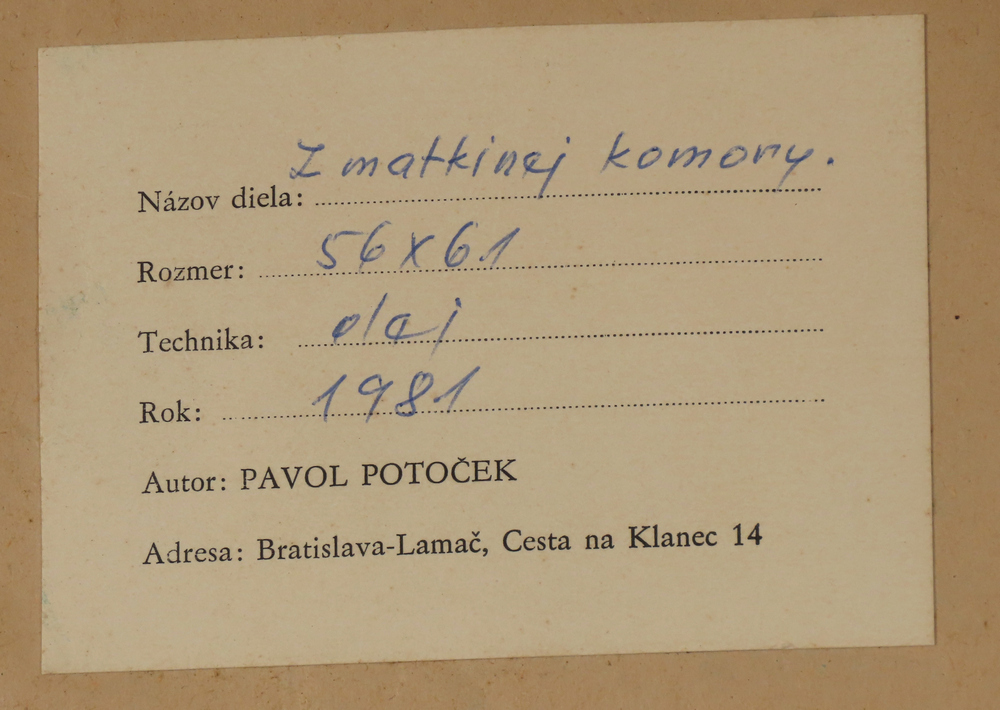 Názov diela: Z matkinej komory.
Rozmer: 56x61
Technika: olej
Rok: 1981
Autor: PAVOL POTOČEK
Adresa: Bratislava-Lamač, Cesta na Klanec 14